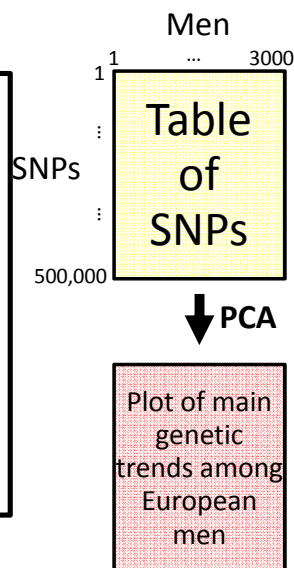 Men
1 ... 3000
1
Table
⋮
SNPs
of
⋮
SNPs
500,000
PCA
Plot of main
genetic
trends among
European
men